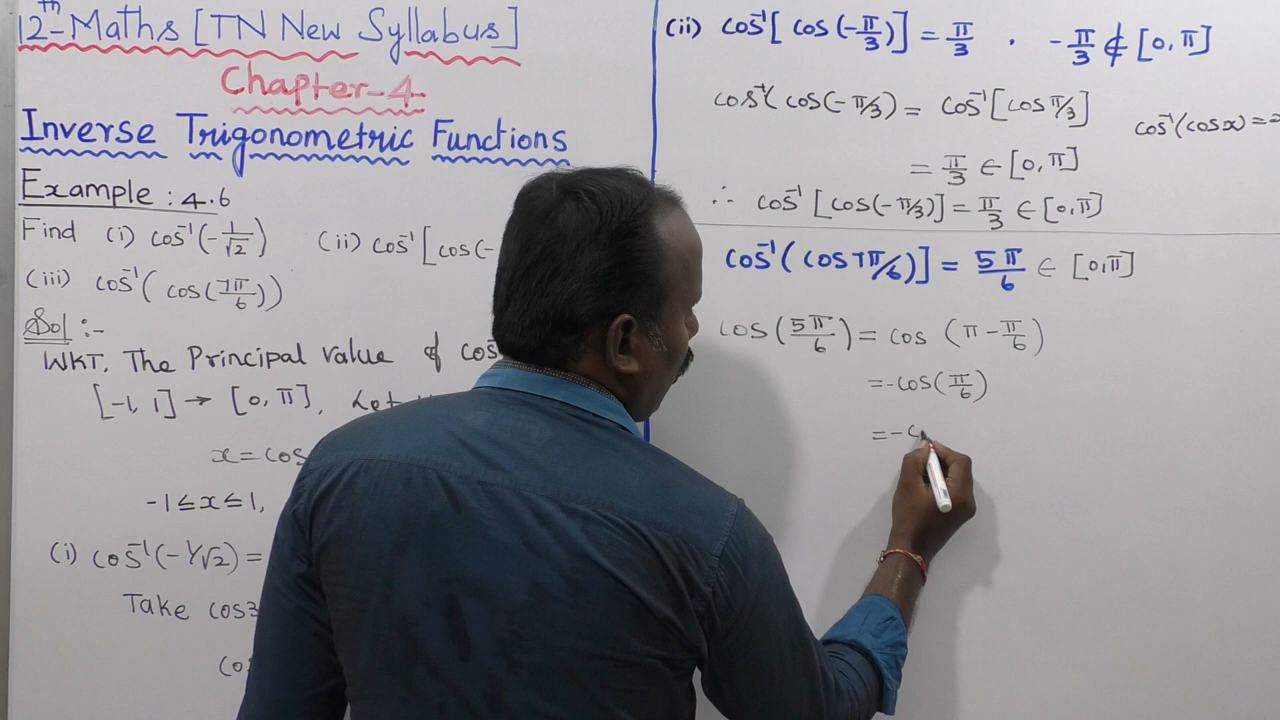 12th Maths [TN New Syllabus]
Chapter-4
Inverse Trigonometric Functions
Example : 4.6
Find (i) cos⁻¹(-1/√2) (ii) cos⁻¹[cos(-
(iii) cos⁻¹(cos(7π/6))
Sol :-
WKT, The Principal value of cos
[-1, 1] → [0, π],
x = cos
-1 ≤ x ≤ 1,
(i) cos⁻¹(-1/√2) =
Take cos
(ii) cos⁻¹[cos(-π/3)] = π/3 . -π/3 ∉ [0, π]
cos⁻¹(cos(-π/3) = cos⁻¹[cos π/3]
cos⁻¹(cosx) =
= π/3 ∈ [0, π]
∴ cos⁻¹[cos(-π/3)] = π/3 ∈ [0, π]
cos⁻¹(cos 7π/6)] = 5π/6 ∈ [0, π]
cos(5π/6) = cos (π - π/6)
= -cos(π/6)
= -c